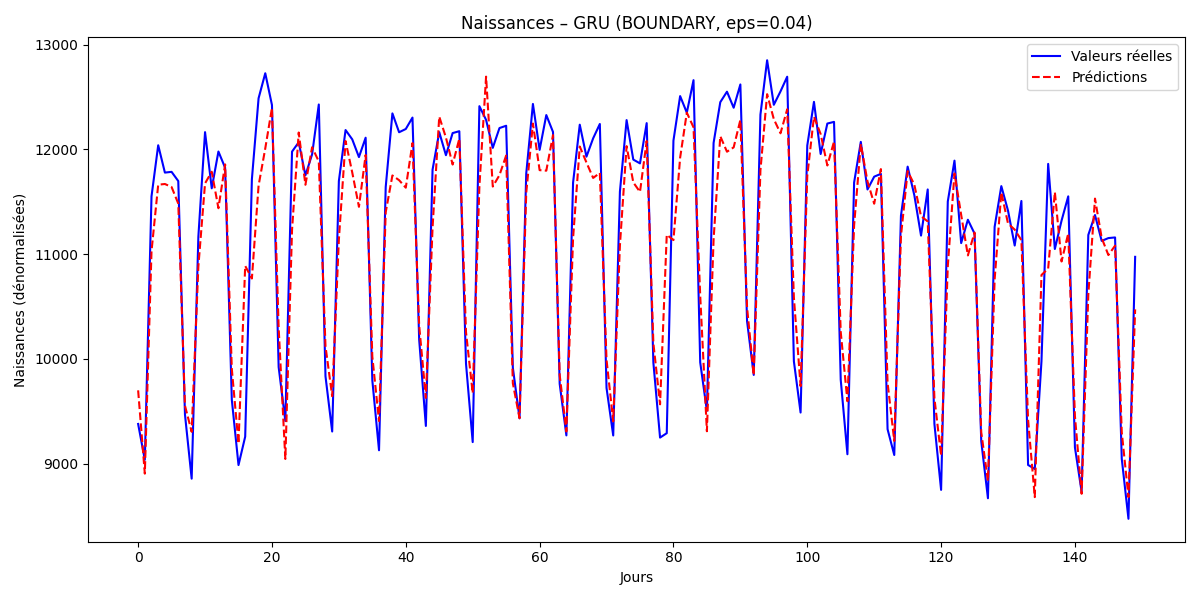 Naissances – GRU (BOUNDARY, eps=0.04)
Valeurs réelles
Prédictions
Naissances (dénormalisées)
13000
12000
11000
10000
9000
0 20 40 60 80 100 120 140
Jours